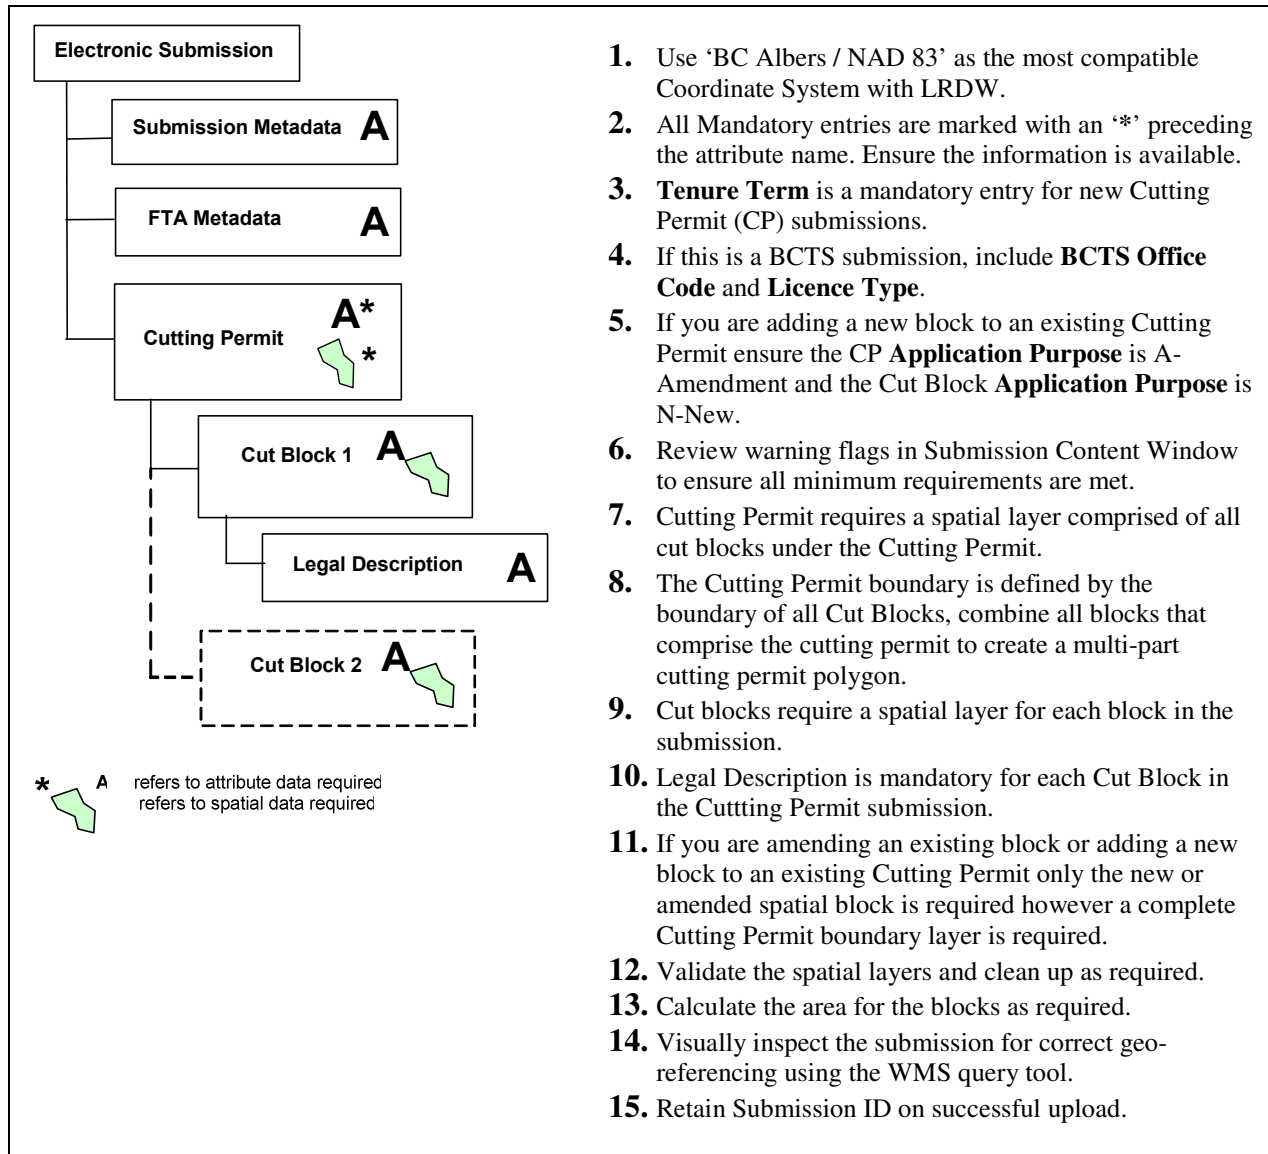 Electronic Submission
Submission Metadata A
FTA Metadata A
Cutting Permit A*
*
Cut Block 1 A
Legal Description A
Cut Block 2 A
* A refers to attribute data required
refers to spatial data required
1. Use ‘BC Albers / NAD 83’ as the most compatible
Coordinate System with LRDW.
2. All Mandatory entries are marked with an ‘*’ preceding
the attribute name. Ensure the information is available.
3. Tenure Term is a mandatory entry for new Cutting
Permit (CP) submissions.
4. If this is a BCTS submission, include BCTS Office
Code and Licence Type.
5. If you are adding a new block to an existing Cutting
Permit ensure the CP Application Purpose is A-
Amendment and the Cut Block Application Purpose is
N-New.
6. Review warning flags in Submission Content Window
to ensure all minimum requirements are met.
7. Cutting Permit requires a spatial layer comprised of all
cut blocks under the Cutting Permit.
8. The Cutting Permit boundary is defined by the
boundary of all Cut Blocks, combine all blocks that
comprise the cutting permit to create a multi-part
cutting permit polygon.
9. Cut blocks require a spatial layer for each block in the
submission.
10. Legal Description is mandatory for each Cut Block in
the Cuttting Permit submission.
11. If you are amending an existing block or adding a new
block to an existing Cutting Permit only the new or
amended spatial block is required however a complete
Cutting Permit boundary layer is required.
12. Validate the spatial layers and clean up as required.
13. Calculate the area for the blocks as required.
14. Visually inspect the submission for correct geo-
referencing using the WMS query tool.
15. Retain Submission ID on successful upload.